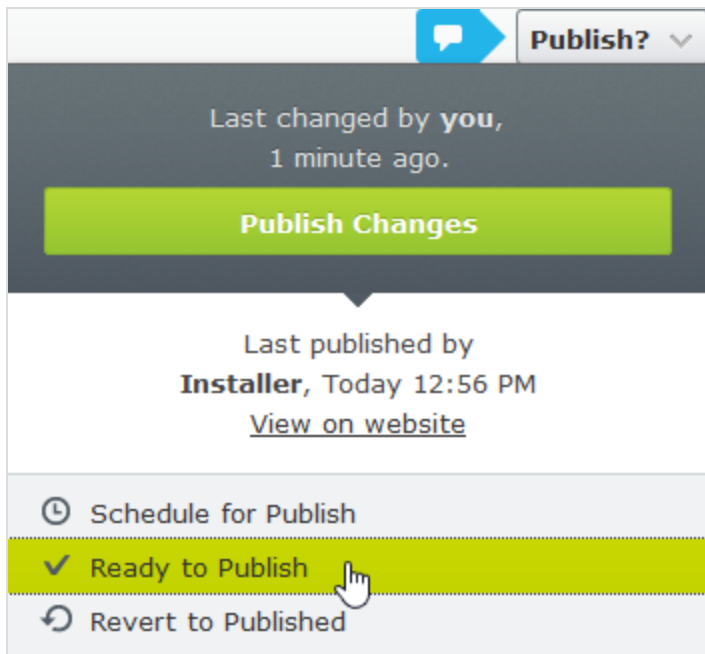 Publish?
Last changed by you,
1 minute ago.
Publish Changes
Last published by
Installer, Today 12:56 PM
View on website
Schedule for Publish
Ready to Publish
Revert to Published